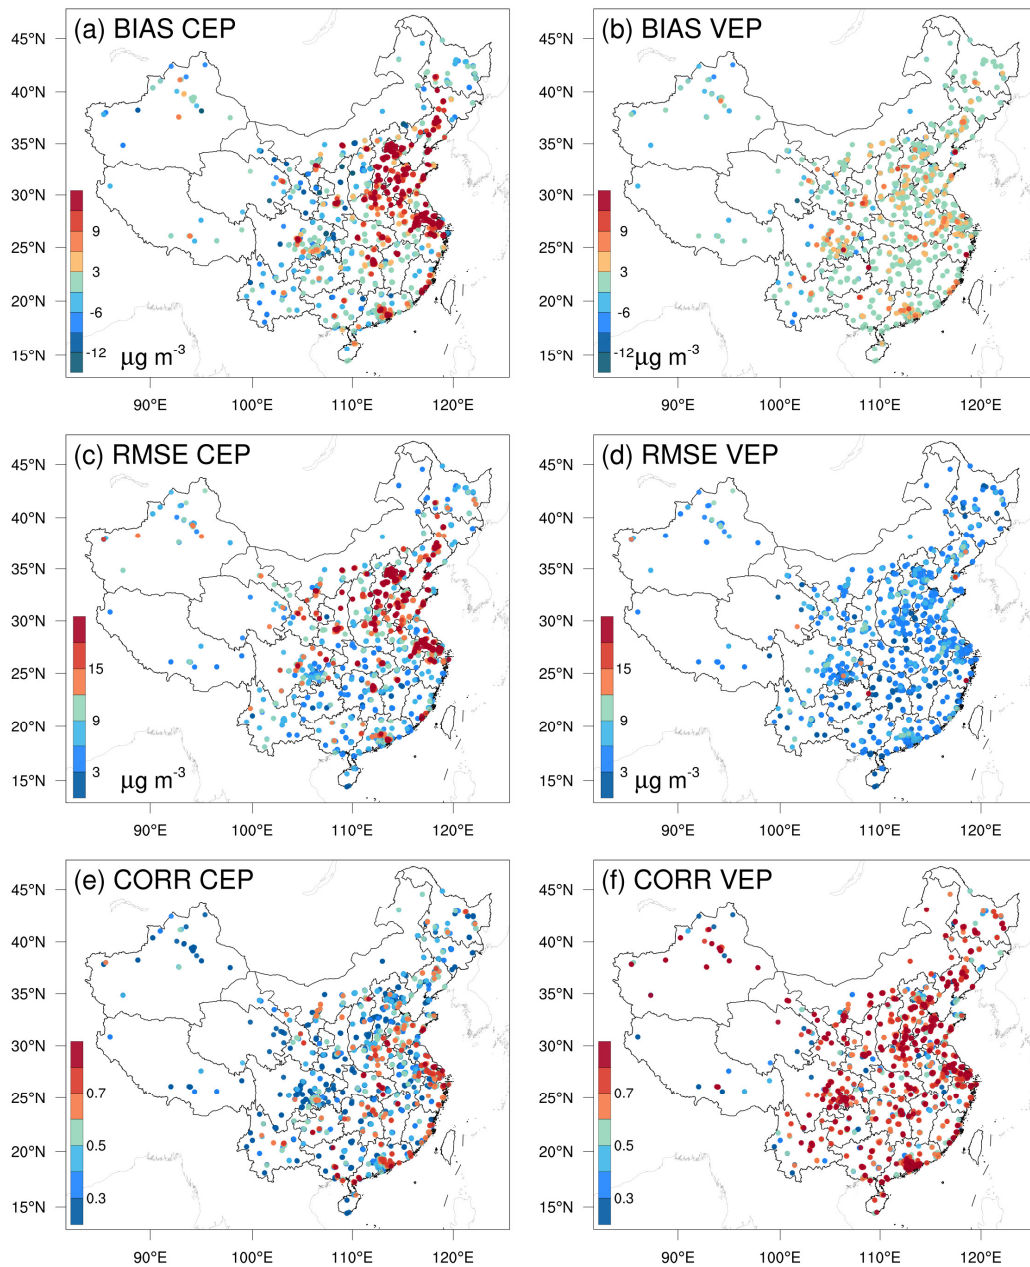 (a) BIAS CEP
45°N
40°N
35°N
30°N
25°N
20°N
15°N
9
3
-6
-12
µg m-3
90°E 100°E 110°E 120°E
(b) BIAS VEP
45°N
40°N
35°N
30°N
25°N
20°N
15°N
9
3
-6
-12
µg m-3
90°E 100°E 110°E 120°E
(c) RMSE CEP
45°N
40°N
35°N
30°N
25°N
20°N
15°N
15
9
3
µg m-3
90°E 100°E 110°E 120°E
(d) RMSE VEP
45°N
40°N
35°N
30°N
25°N
20°N
15°N
15
9
3
µg m-3
90°E 100°E 110°E 120°E
(e) CORR CEP
45°N
40°N
35°N
30°N
25°N
20°N
15°N
0.7
0.5
0.3
90°E 100°E 110°E 120°E
(f) CORR VEP
45°N
40°N
35°N
30°N
25°N
20°N
15°N
0.7
0.5
0.3
90°E 100°E 110°E 120°E